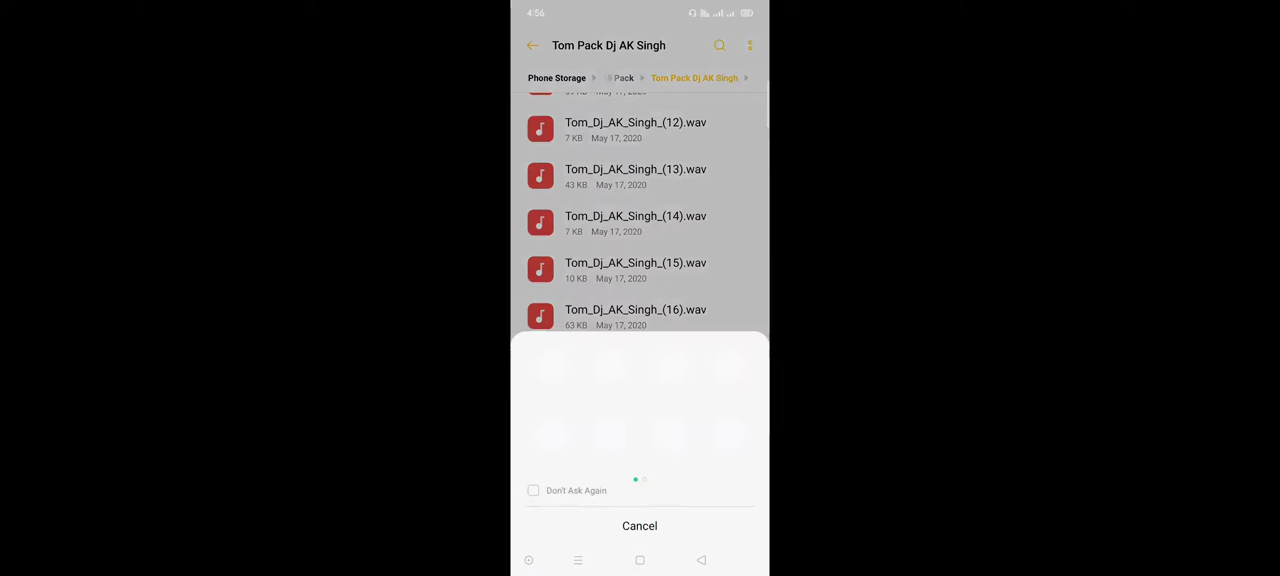 4:56
Tom Pack Dj AK Singh
Phone Storage Pack Tom Pack Dj AK Singh
May 17, 2020
Tom_Dj_AK_Singh_(12).wav
7 KB May 17, 2020
Tom_Dj_AK_Singh_(13).wav
43 KB May 17, 2020
Tom_Dj_AK_Singh_(14).wav
7 KB May 17, 2020
Tom_Dj_AK_Singh_(15).wav
10 KB May 17, 2020
Tom_Dj_AK_Singh_(16).wav
63 KB May 17, 2020
Don't Ask Again
Cancel